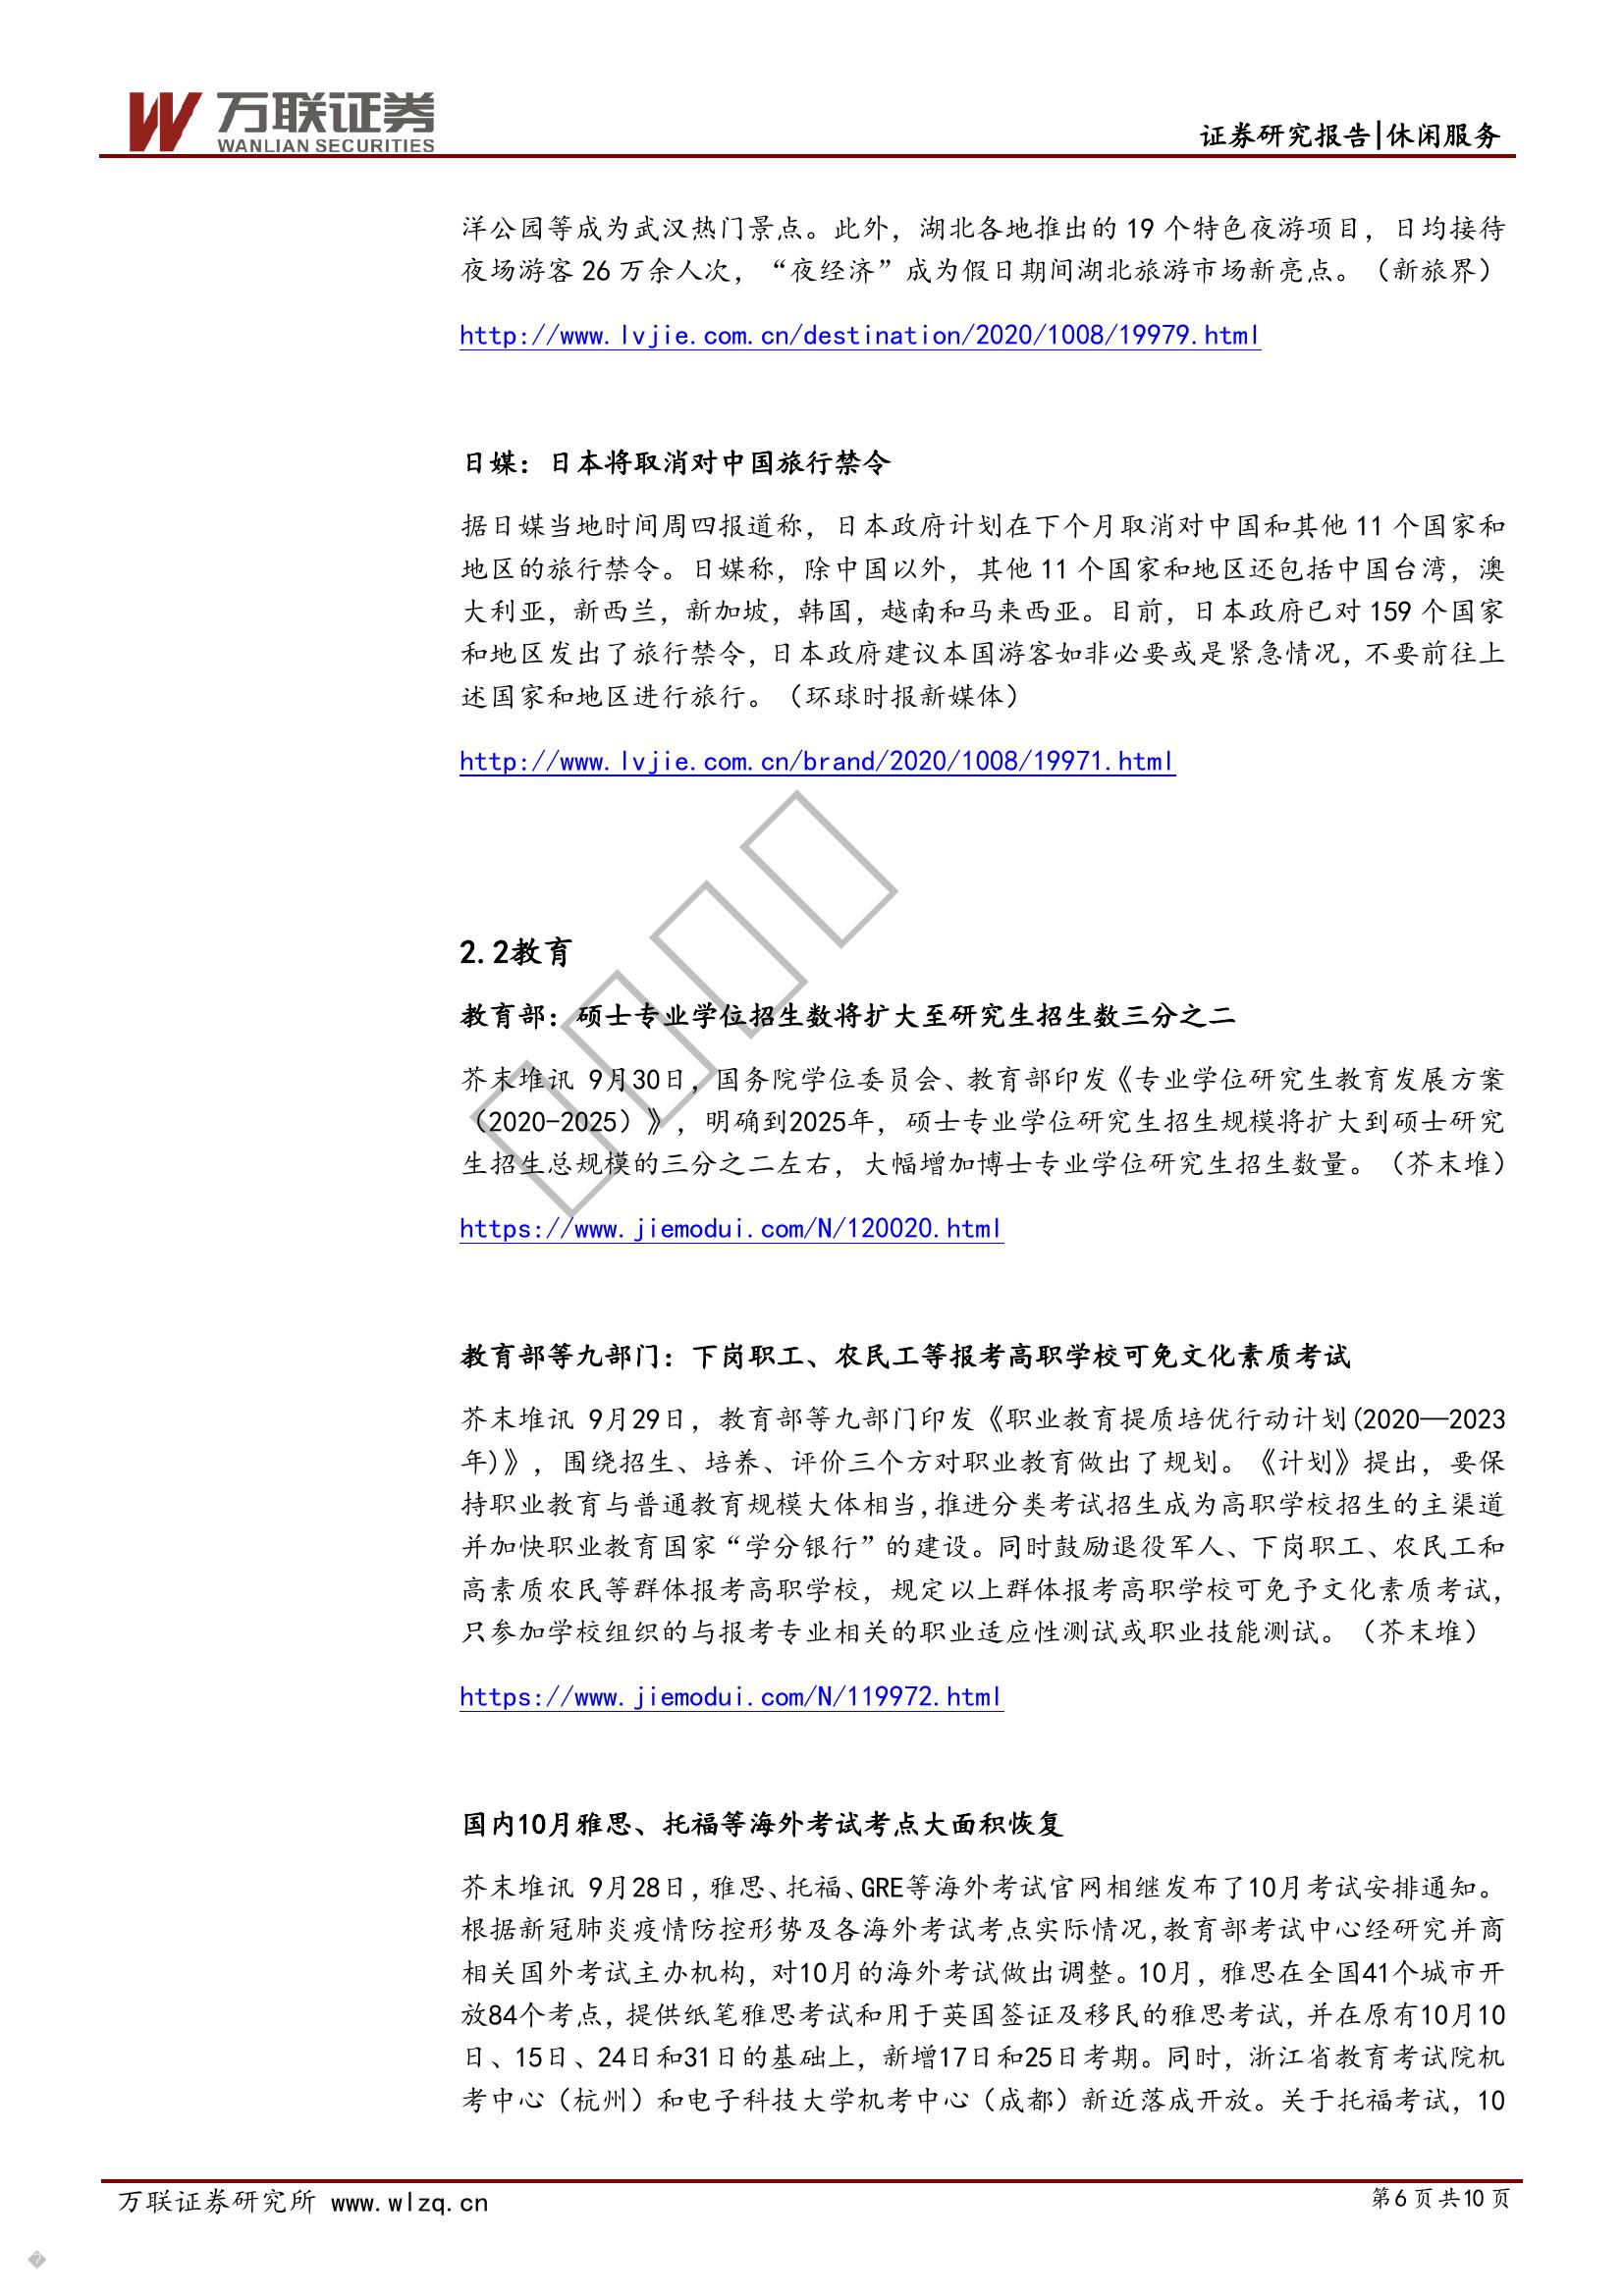 万联证券
WANLIAN SECURITIES
证券研究报告|休闲服务
洋公园等成为武汉热门景点。此外，湖北各地推出的 19 个特色夜游项目，日均接待
夜场游客 26 万余人次，“夜经济”成为假日期间湖北旅游市场新亮点。（新旅界）
http://www.lvjie.com.cn/destination/2020/1008/19979.html
日媒：日本将取消对中国旅行禁令
据日媒当地时间周四报道称，日本政府计划在下个月取消对中国和其他 11 个国家和
地区的旅行禁令。日媒称，除中国以外，其他 11 个国家和地区还包括中国台湾，澳
大利亚，新西兰，新加坡，韩国，越南和马来西亚。目前，日本政府已对 159 个国家
和地区发出了旅行禁令，日本政府建议本国游客如非必要或是紧急情况，不要前往上
述国家和地区进行旅行。（环球时报新媒体）
http://www.lvjie.com.cn/brand/2020/1008/19971.html
2.2教育
教育部：硕士专业学位招生数将扩大至研究生招生数三分之二
芥末堆讯 9月30日，国务院学位委员会、教育部印发《专业学位研究生教育发展方案
（2020-2025）》，明确到2025年，硕士专业学位研究生招生规模将扩大到硕士研究
生招生总规模的三分之二左右，大幅增加博士专业学位研究生招生数量。（芥末堆）
https://www.jiemodui.com/N/120020.html
教育部等九部门：下岗职工、农民工等报考高职学校可免文化素质考试
芥末堆讯 9月29日，教育部等九部门印发《职业教育提质培优行动计划(2020—2023
年)》，围绕招生、培养、评价三个方对职业教育做出了规划。《计划》提出，要保
持职业教育与普通教育规模大体相当,推进分类考试招生成为高职学校招生的主渠道
并加快职业教育国家“学分银行”的建设。同时鼓励退役军人、下岗职工、农民工和
高素质农民等群体报考高职学校，规定以上群体报考高职学校可免予文化素质考试，
只参加学校组织的与报考专业相关的职业适应性测试或职业技能测试。（芥末堆）
https://www.jiemodui.com/N/119972.html
国内10月雅思、托福等海外考试考点大面积恢复
芥末堆讯 9月28日，雅思、托福、GRE等海外考试官网相继发布了10月考试安排通知。
根据新冠肺炎疫情防控形势及各海外考试考点实际情况,教育部考试中心经研究并商
相关国外考试主办机构，对10月的海外考试做出调整。10月，雅思在全国41个城市开
放84个考点，提供纸笔雅思考试和用于英国签证及移民的雅思考试，并在原有10月10
日、15日、24日和31日的基础上，新增17日和25日考期。同时，浙江省教育考试院机
考中心（杭州）和电子科技大学机考中心（成都）新近落成开放。关于托福考试，10
万联证券研究所 www.wlzq.cn
第 6 页 共 10 页